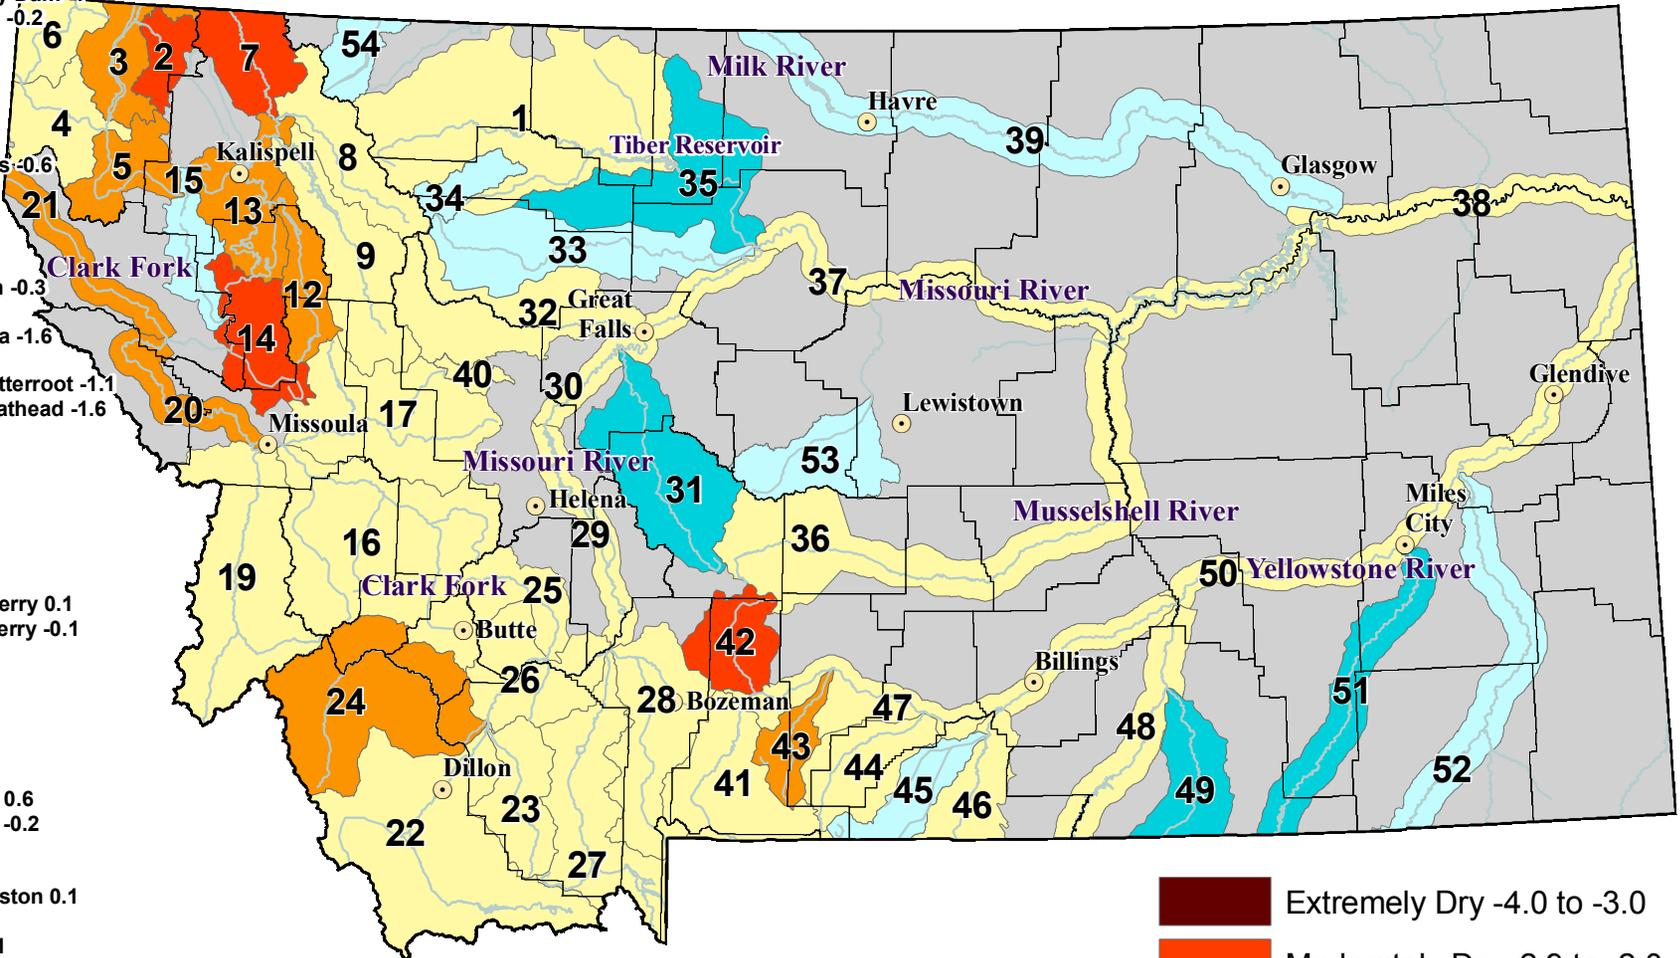 -0.2
6
3
2
7
54
Milk River
Havre
4
1
39
Tiber Reservoir
Kalispell
8
Glasgow
-0.6
5
15
34
35
38
21
13
33
Clark Fork
9
37
Missouri River
-0.3
12
32
Great
Falls
14
-1.6
40
30
Glendive
tterroot -1.1
athead -1.6
20
17
Missoula
Lewistown
Missouri River
53
31
Miles
City
Helena
Musselshell River
29
36
16
19
Clark Fork
25
50
Yellowstone River
erry 0.1
erry -0.1
Butte
42
Billings
26
24
28
Bozeman
47
51
43
48
Dillon
44
41
45
46
49
52
0.6
-0.2
23
22
27
ston 0.1
Extremely Dry -4.0 to -3.0